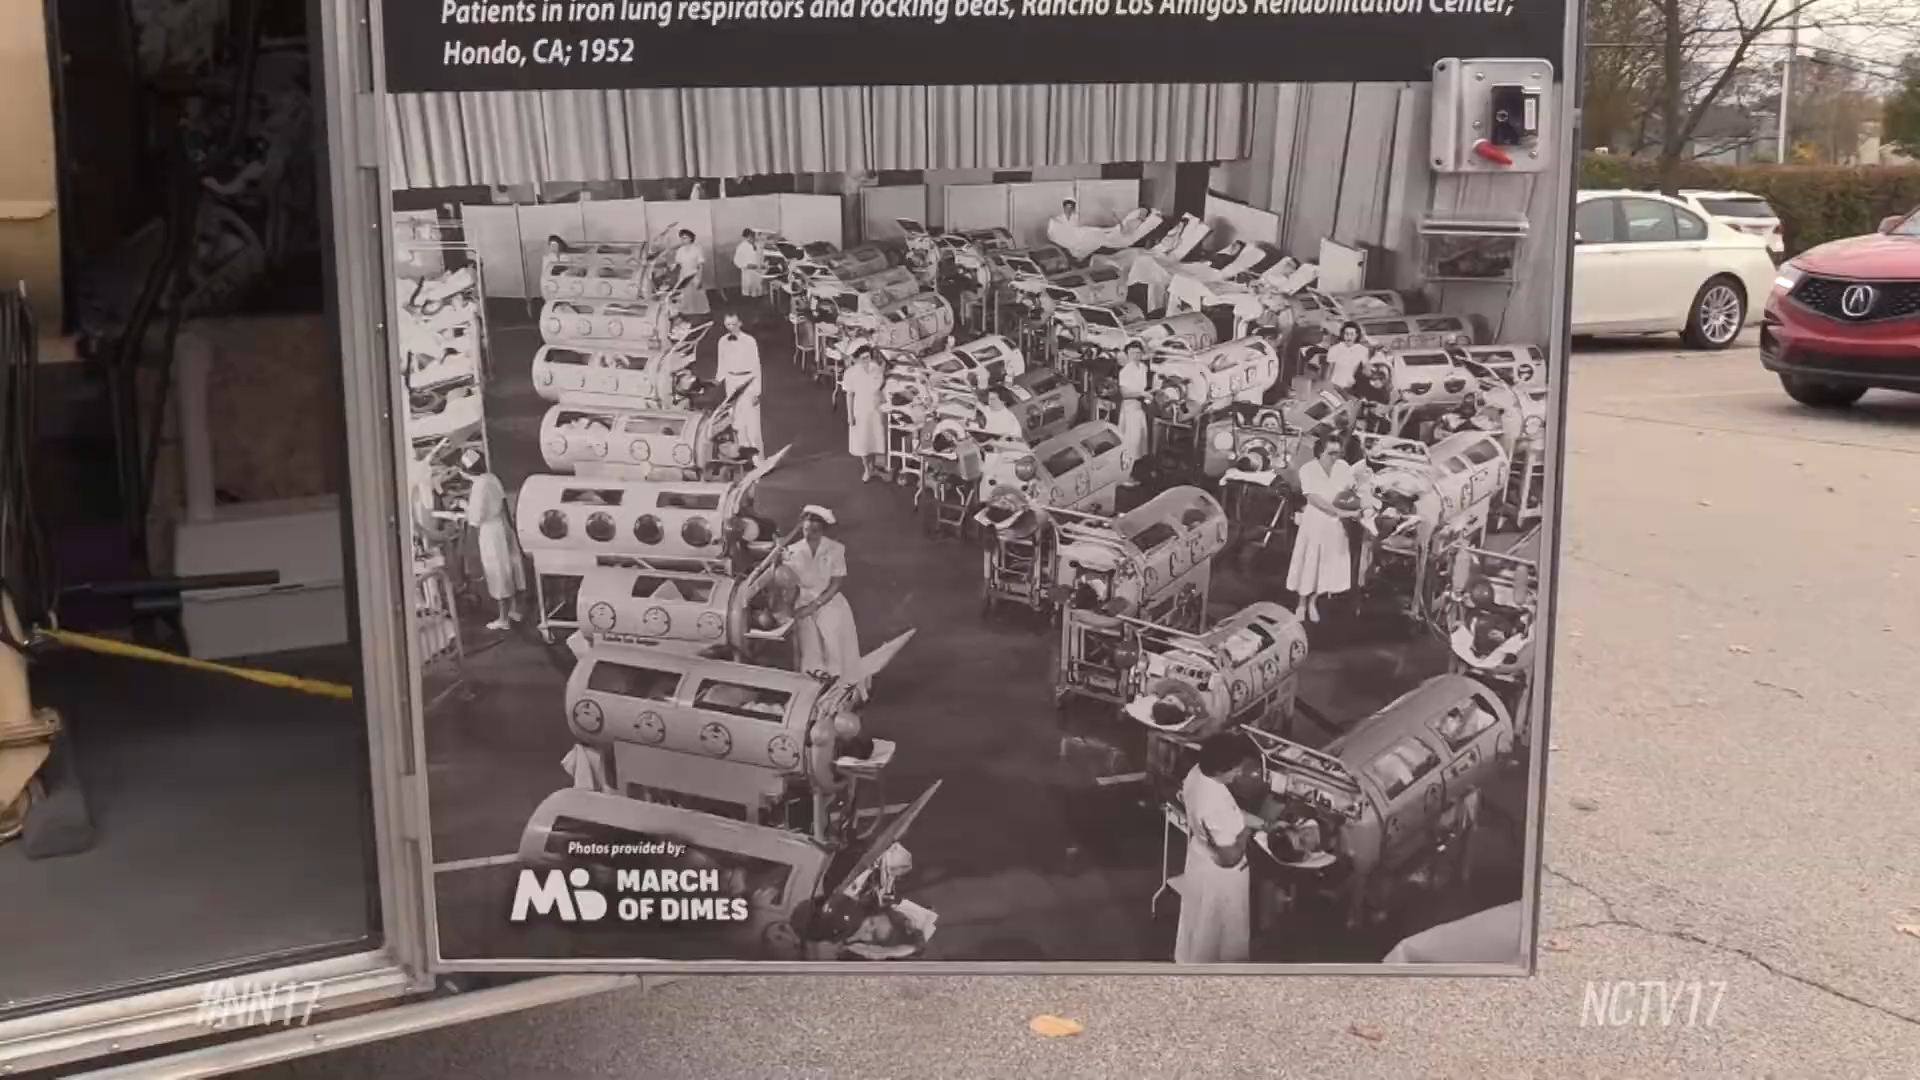 Patients in iron lung respirators and rocking beds, Rancho Los Amigos Rehabilitation Center,
Hondo, CA; 1952
Photos provided by:
MARCH
OF DIMES
#NN17
NCTV17